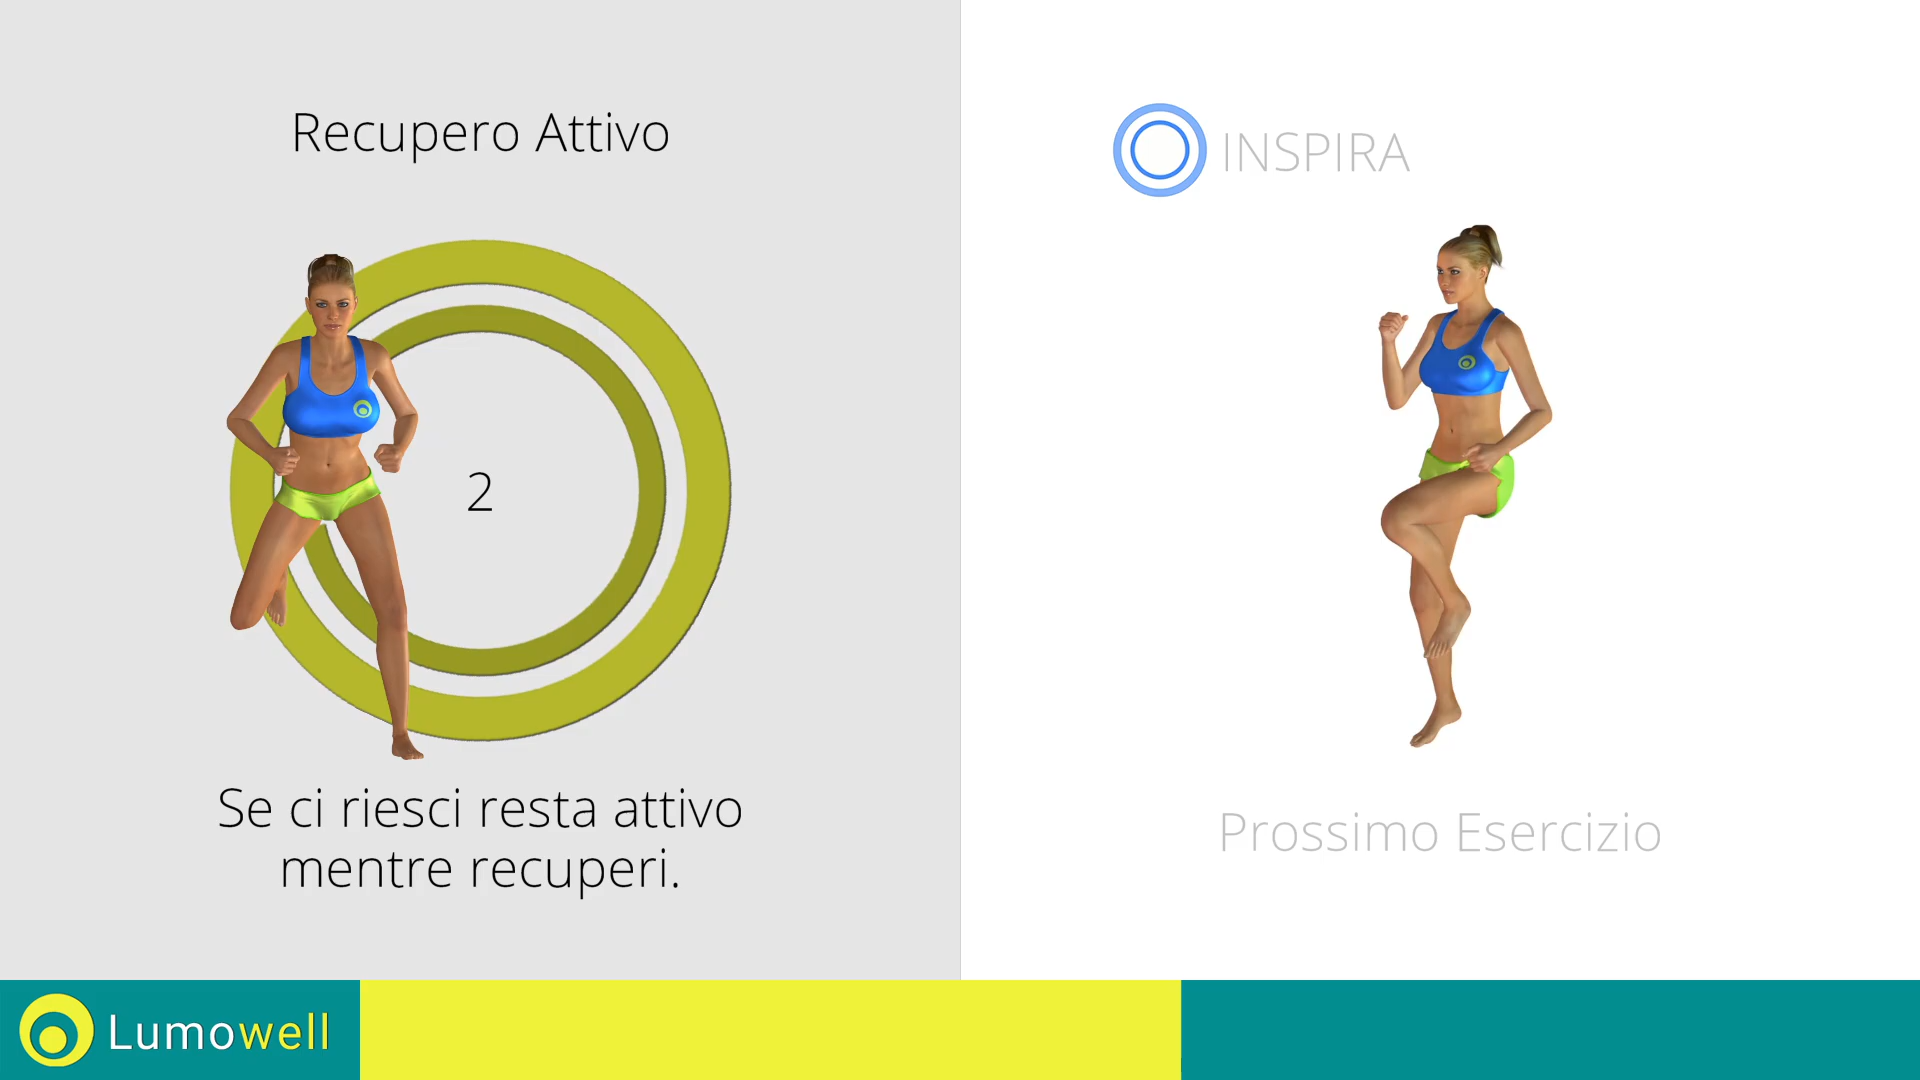 Recupero Attivo
2
Se ci riesci resta attivo
mentre recuperi.
INSPIRA
Prossimo Esercizio
Lumowell